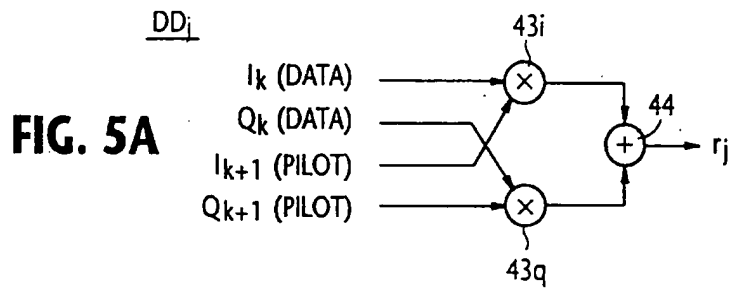 DDj
43i
Ik (DATA)
Qk (DATA)
FIG. 5A
Ik+1 (PILOT)
Qk+1 (PILOT)
×
×
+
44
rj
43q